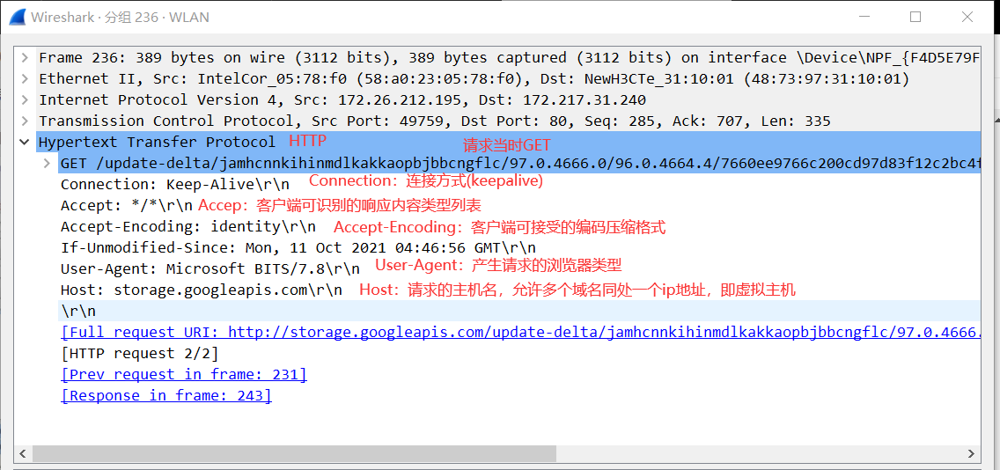 Wireshark · 分组 236 · WLAN
Frame 236: 389 bytes on wire (3112 bits), 389 bytes captured (3112 bits) on interface \Device\NPF_{F4D5E79F
Ethernet II, Src: IntelCor_05:78:f0 (58:a0:23:05:78:f0), Dst: NewH3CTe_31:10:01 (48:73:97:31:10:01)
Internet Protocol Version 4, Src: 172.26.212.195, Dst: 172.217.31.240
Transmission Control Protocol, Src Port: 49759, Dst Port: 80, Seq: 285, Ack: 707, Len: 335
Hypertext Transfer Protocol HTTP 请求当时GET
GET /update-delta/jamhcnnkihinmdlkakkaopbjbbcngflc/97.0.4666.0/96.0.4664.4/7660ee9766c200cd97d83f12c2bc4f
Connection: Keep-Alive\r\n Connection：连接方式(keepalive)
Accept: */*\r\n Accep：客户端可识别的响应内容类型列表
Accept-Encoding: identity\r\n Accept-Encoding：客户端可接受的编码压缩格式
If-Unmodified-Since: Mon, 11 Oct 2021 04:46:56 GMT\r\n
User-Agent: Microsoft BITS/7.8\r\n User-Agent：产生请求的浏览器类型
Host: storage.googleapis.com\r\n Host：请求的主机名，允许多个域名同处一个ip地址，即虚拟主机
\r\n
[Full request URI: http://storage.googleapis.com/update-delta/jamhcnnkihinmdlkakkaopbjbbcngflc/97.0.4666.
[HTTP request 2/2]
[Prev request in frame: 231]
[Response in frame: 243]